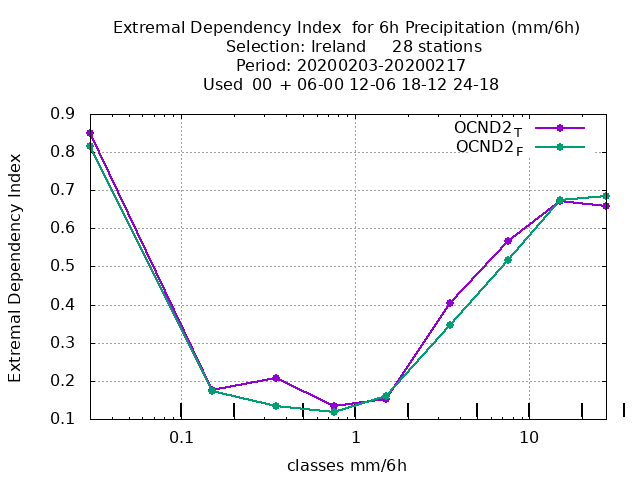 Extremal Dependency Index  for 6h Precipitation (mm/6h)
Selection: Ireland     28 stations
Period: 20200203-20200217
Used  00  + 06-00 12-06 18-12 24-18
OCND2T
OCND2F
0.9
0.8
0.7
0.6
0.5
0.4
0.3
0.2
0.1
Extremal Dependency Index
0.1 1 10
classes mm/6h